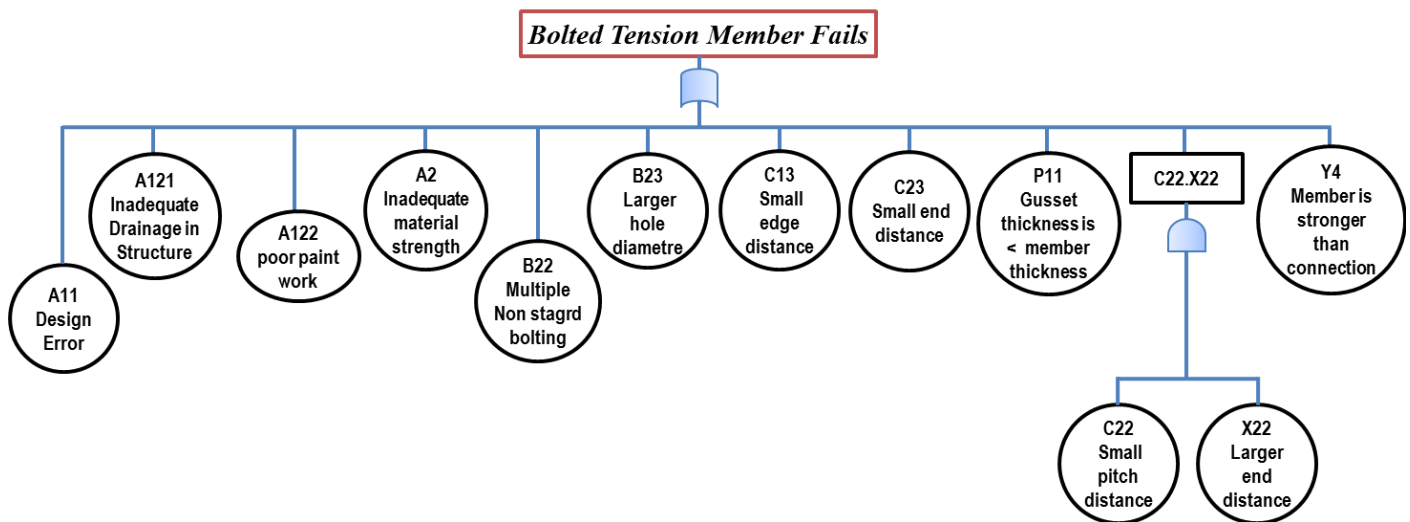 Bolted Tension Member Fails
A11
Design
Error
A121
Inadequate
Drainage in
Structure
A122
poor paint
work
A2
Inadequate
material
strength
B22
Multiple
Non stagrd
bolting
B23
Larger
hole
diametre
C13
Small
edge
distance
C23
Small end
distance
P11
Gusset
thickness is
< member
thickness
C22.X22
Y4
Member is
stronger
than
connection
C22
Small
pitch
distance
X22
Larger
end
distance